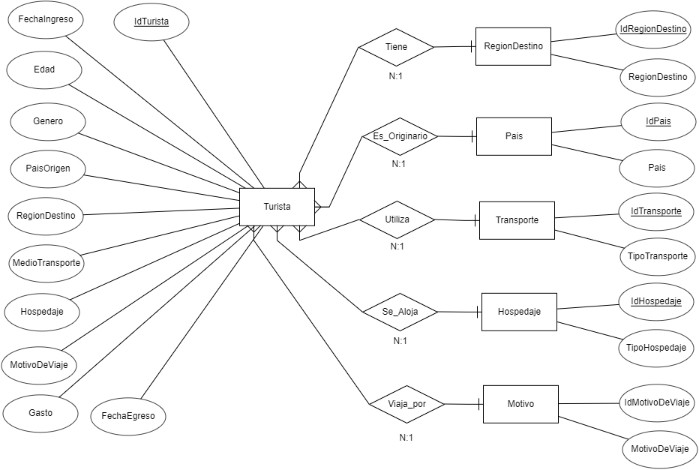 FechaIngreso
IdTurista
Edad
Genero
PaisOrigen
RegionDestino
MedioTransporte
Hospedaje
MotivoDeViaje
Gasto
FechaEgreso
Turista
Tiene
N:1
RegionDestino
IdRegionDestino
RegionDestino
Es_Originario
N:1
Pais
IdPais
Pais
Utiliza
N:1
Transporte
IdTransporte
TipoTransporte
Se_Aloja
N:1
Hospedaje
IdHospedaje
TipoHospedaje
Viaja_por
N:1
Motivo
IdMotivoDeViaje
MotivoDeViaje